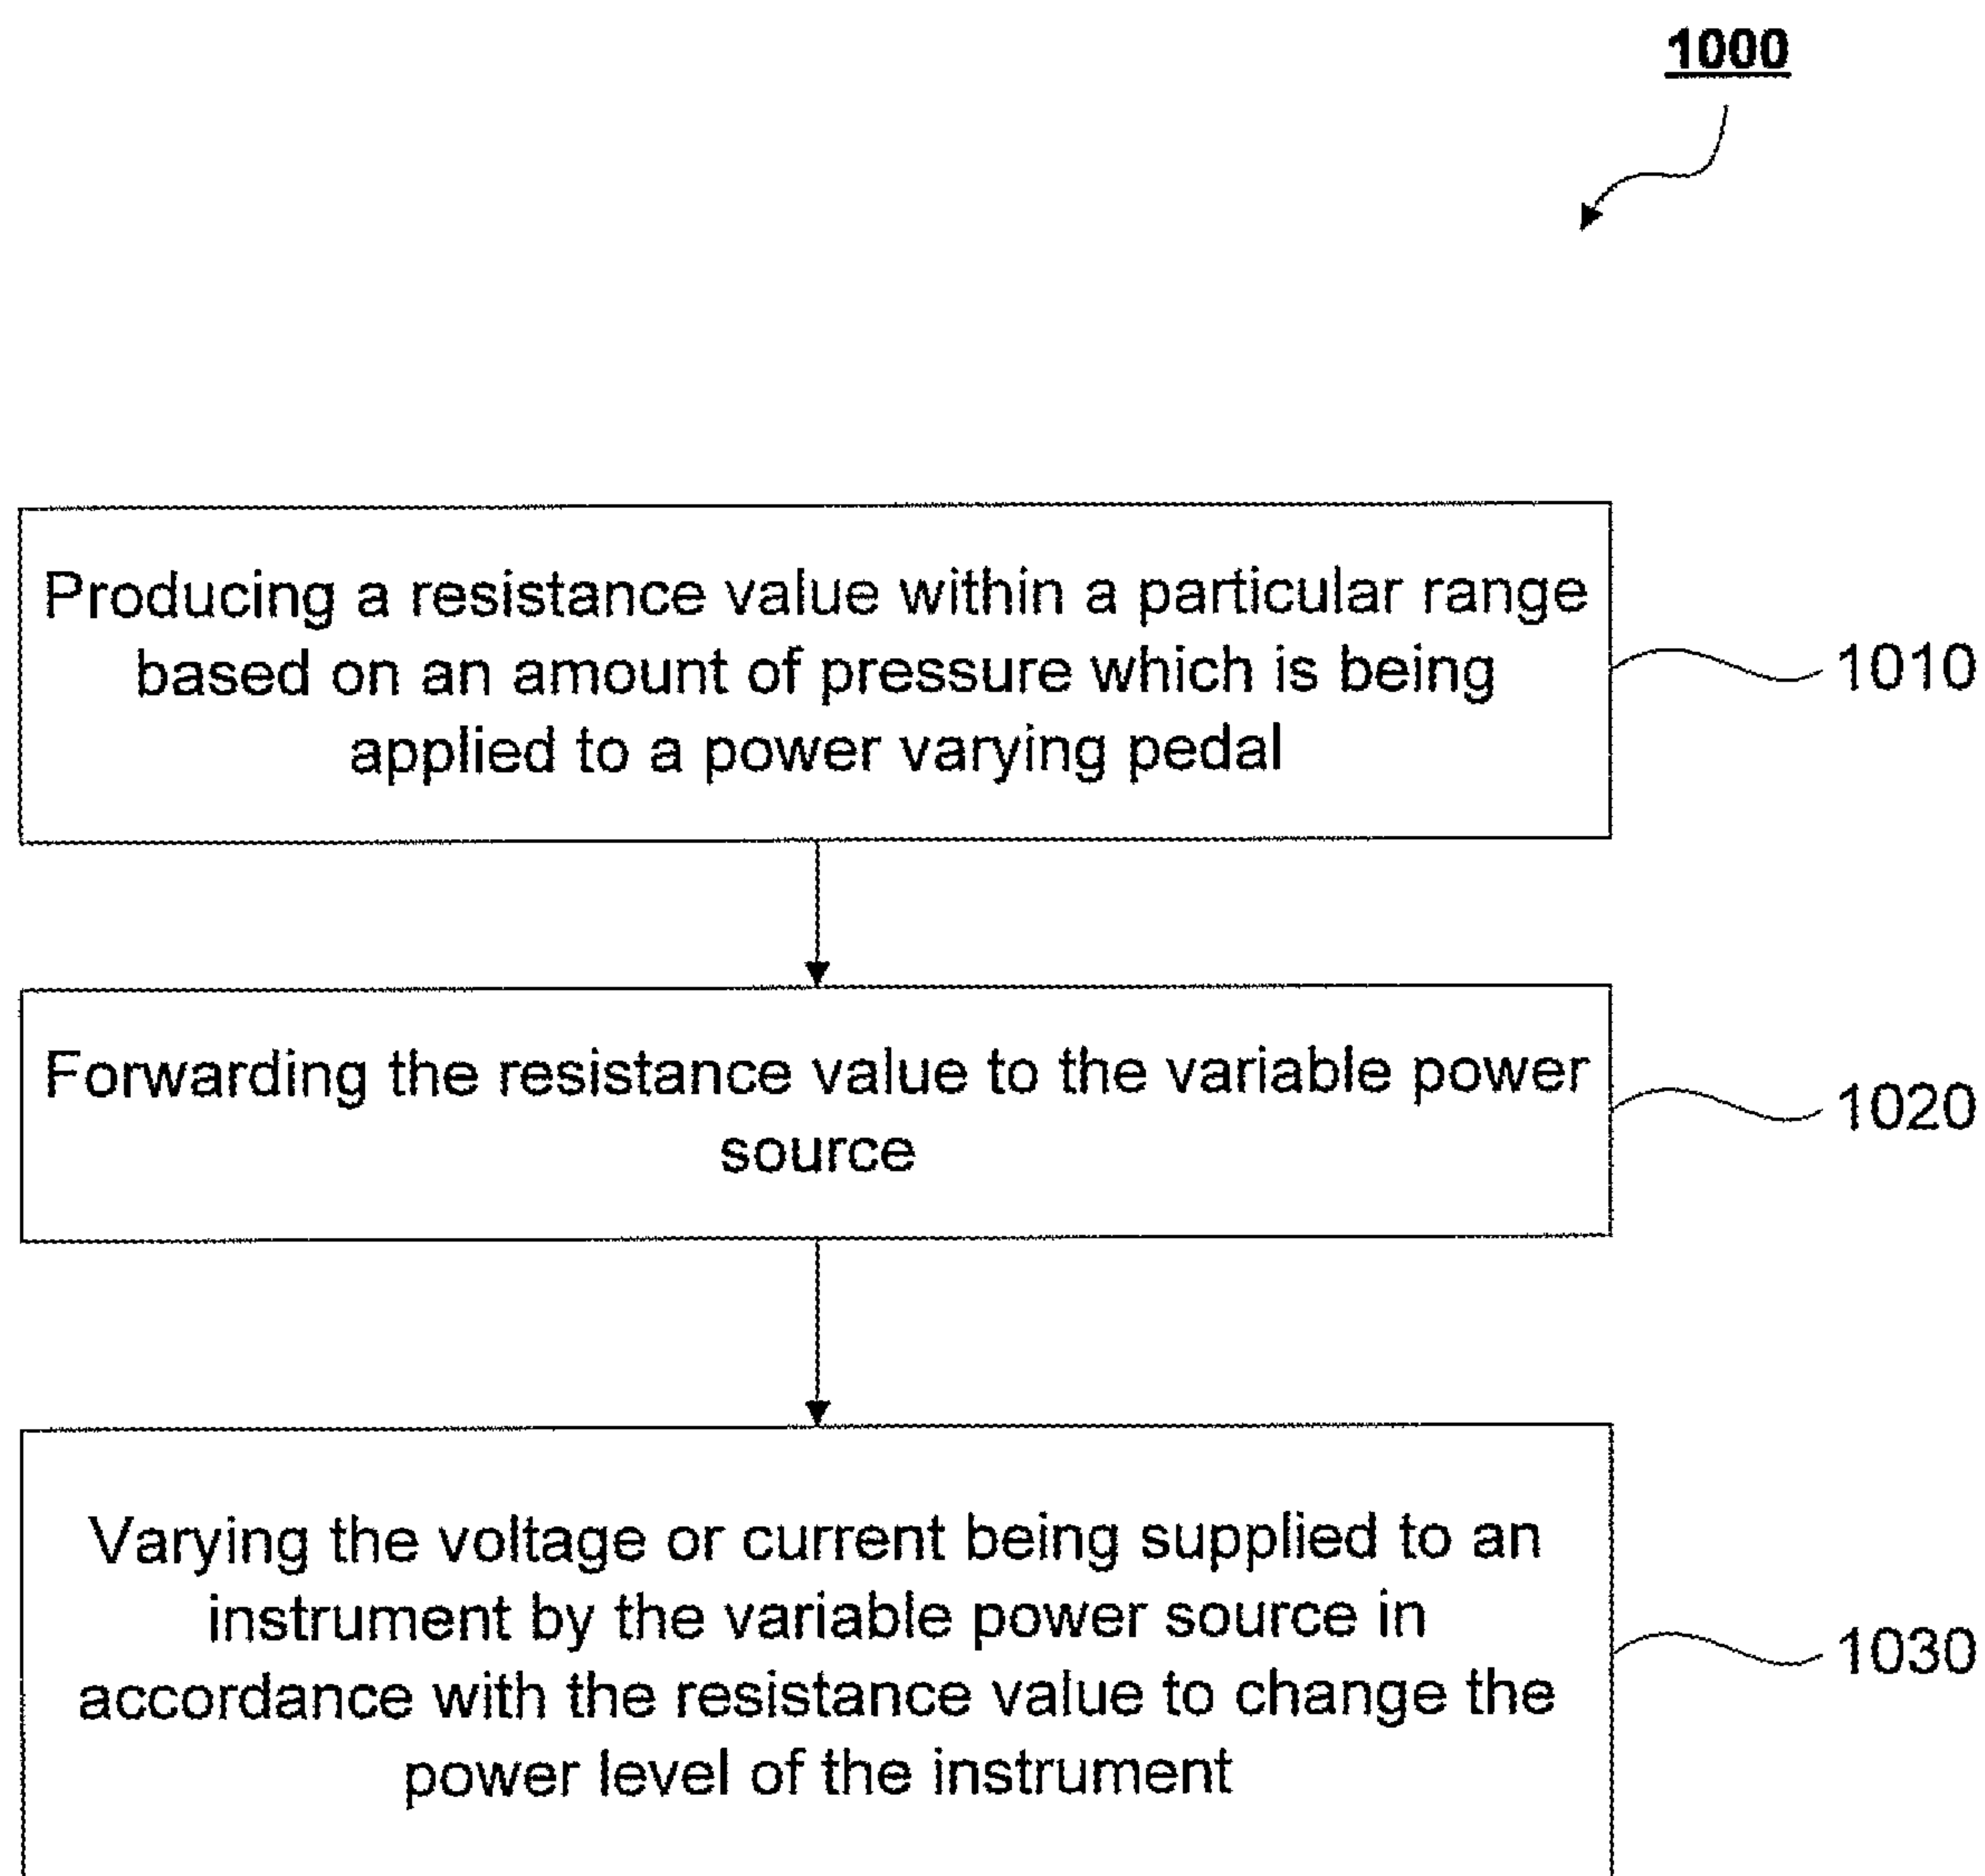 1000
Producing a resistance value within a particular range
based on an amount of pressure which is being
applied to a power varying pedal
1010
Forwarding the resistance value to the variable power
source
1020
Varying the voltage or current being supplied to an
instrument by the variable power source in
accordance with the resistance value to change the
power level of the instrument
1030